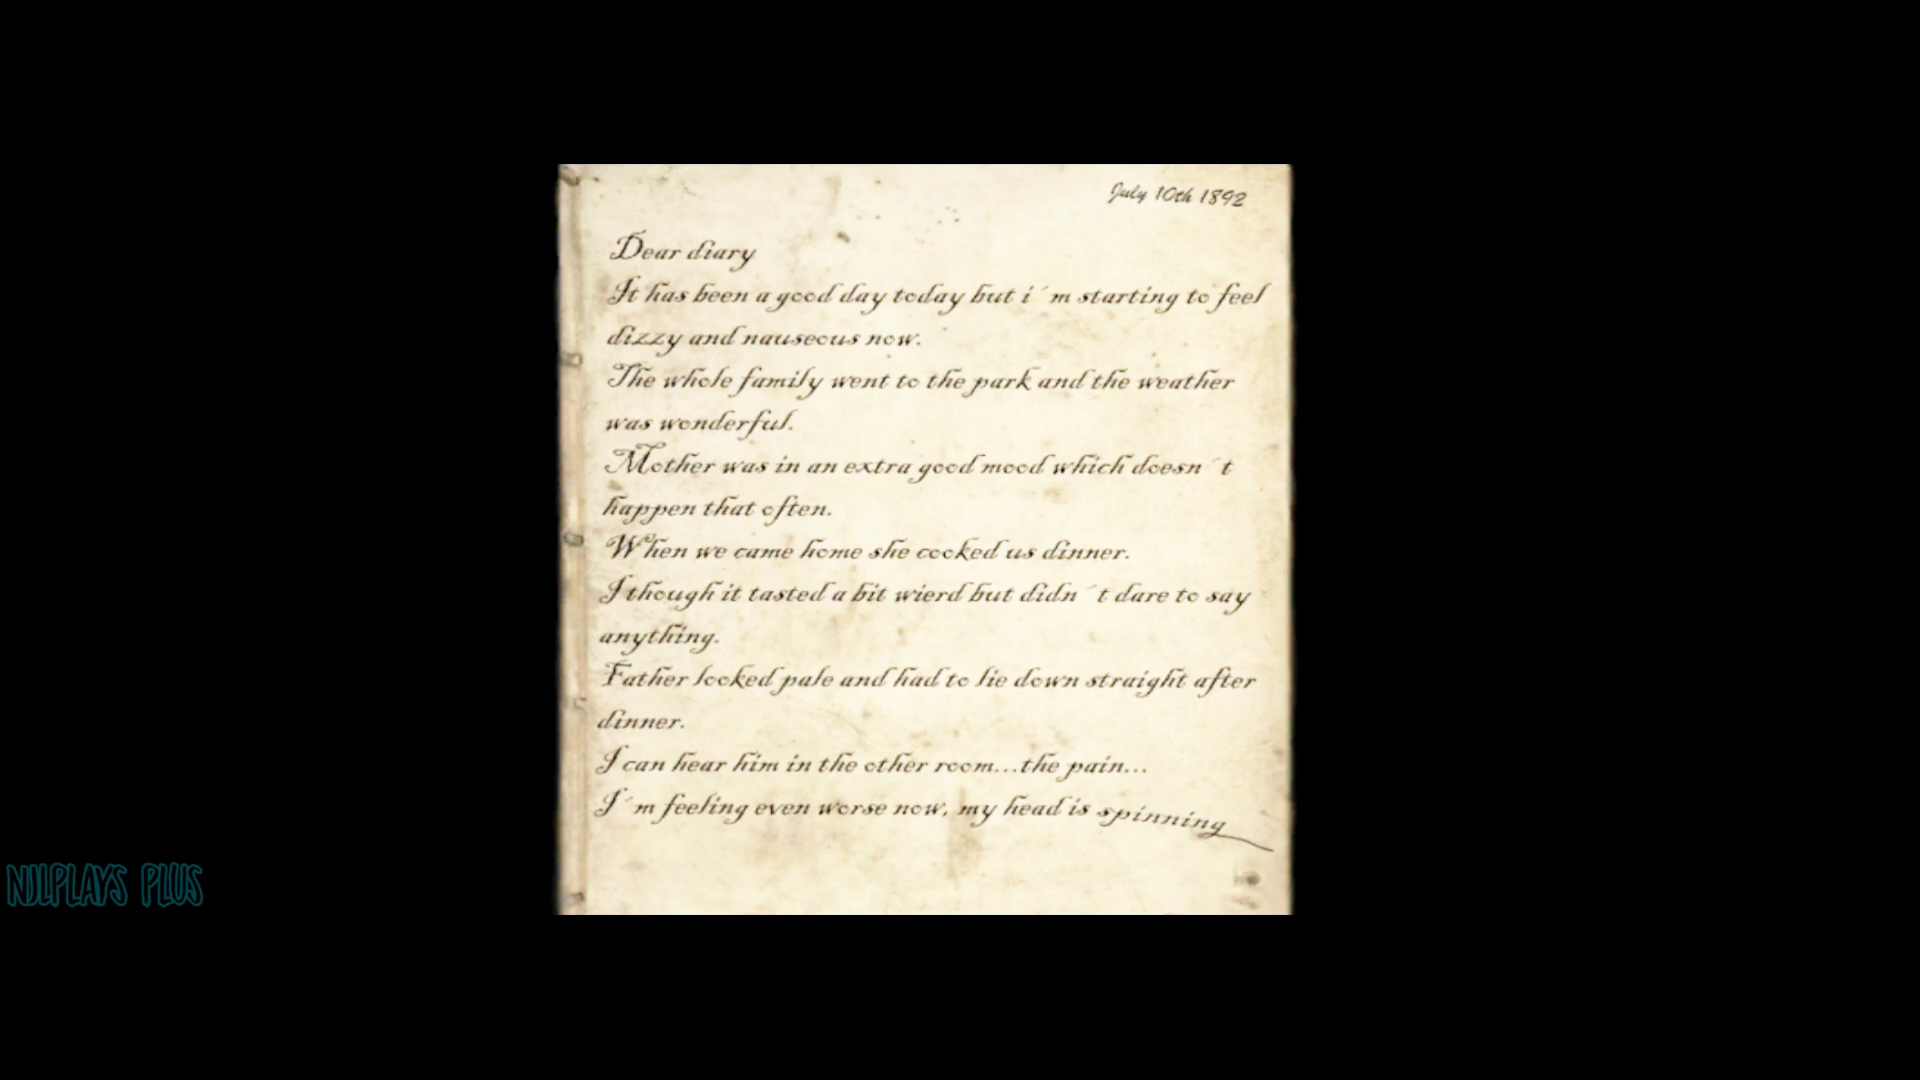 July 10th 1892
Dear diary
It has been a good day today but i´m starting to feel
dizzy and nauseous now.
The whole family went to the park and the weather
was wonderful.
Mother was in an extra good mood which doesn´t
happen that often.
When we came home she cooked us dinner.
I though it tasted a bit wierd but didn´t dare to say
anything.
Father looked pale and had to lie down straight after
dinner.
I can hear him in the other room...the pain...
I´m feeling even worse now, my head is spinning
NJLPLAYS PLUS